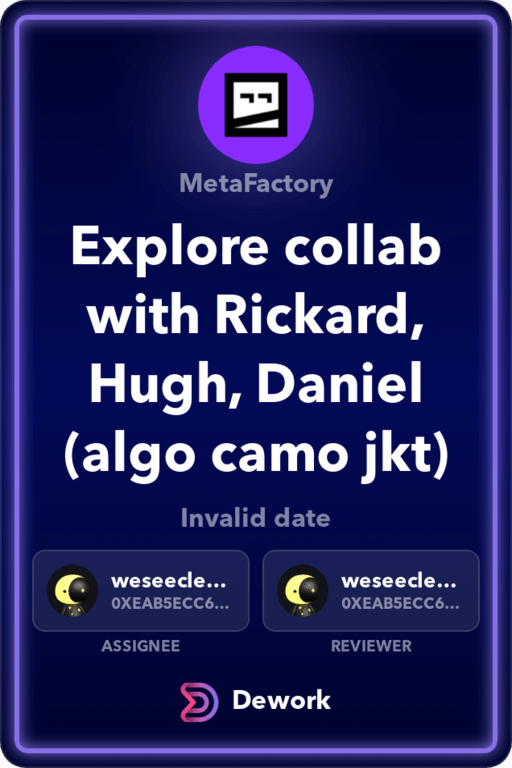 MetaFactory
Explore collab
with Rickard,
Hugh, Daniel
(algo camo jkt)
Invalid date
weseecle... weseecle...
0XEAB5ECC6... 0XEAB5ECC6...
ASSIGNEE REVIEWER
Dework